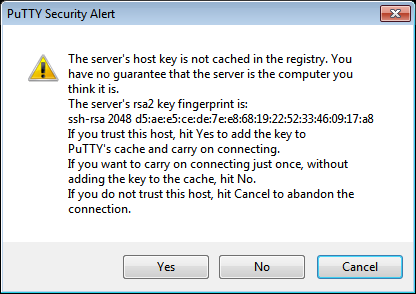 PuTTY Security Alert
The server's host key is not cached in the registry. You
have no guarantee that the server is the computer you
think it is.
The server's rsa2 key fingerprint is:
ssh-rsa 2048 d5:ae:e5:ce:de:7e:e8:68:19:22:52:33:46:09:17:a8
If you trust this host, hit Yes to add the key to
PuTTY's cache and carry on connecting.
If you want to carry on connecting just once, without
adding the key to the cache, hit No.
If you do not trust this host, hit Cancel to abandon the
connection.
Yes
No
Cancel